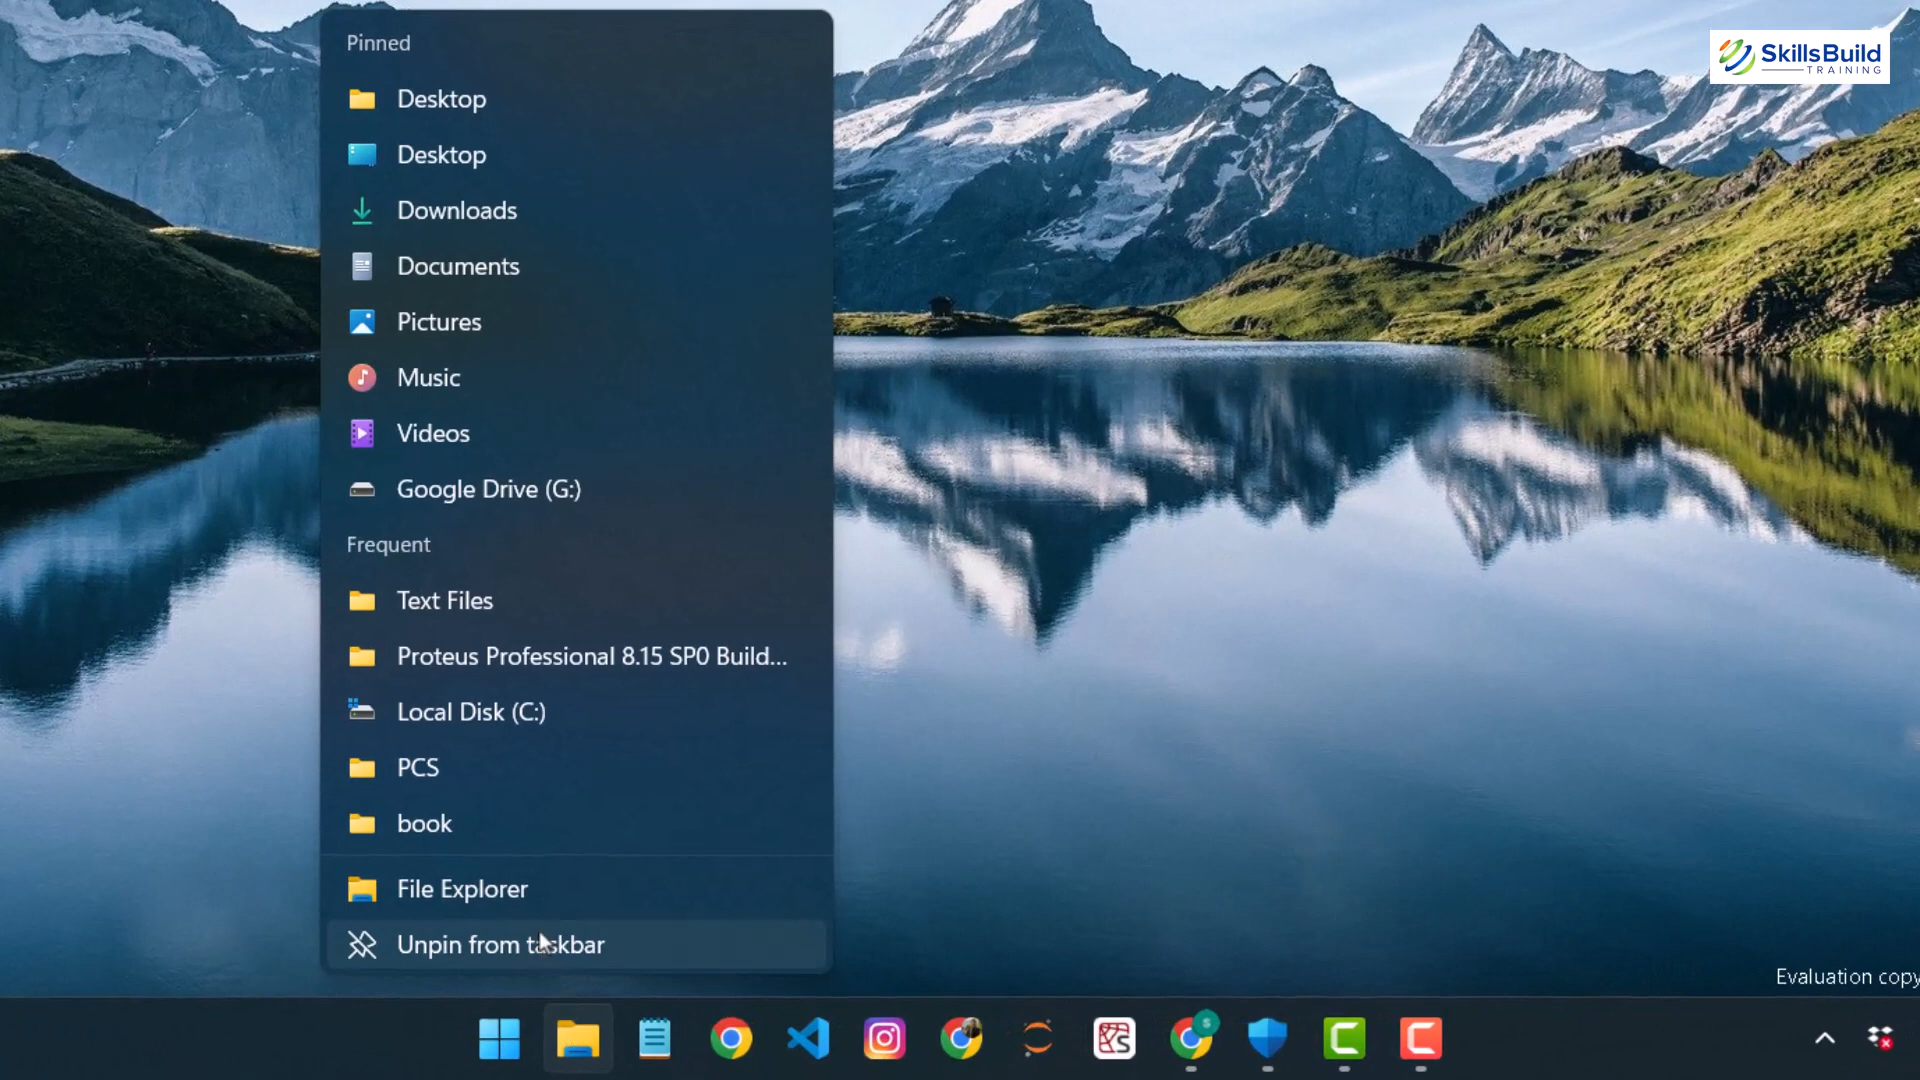 Pinned
SkillsBuild
TRAINING
Desktop
Desktop
Downloads
Documents
Pictures
Music
Videos
Google Drive (G:)
Frequent
Text Files
Proteus Professional 8.15 SP0 Build...
Local Disk (C:)
PCS
book
File Explorer
Unpin from taskbar
Evaluation copy
S
$